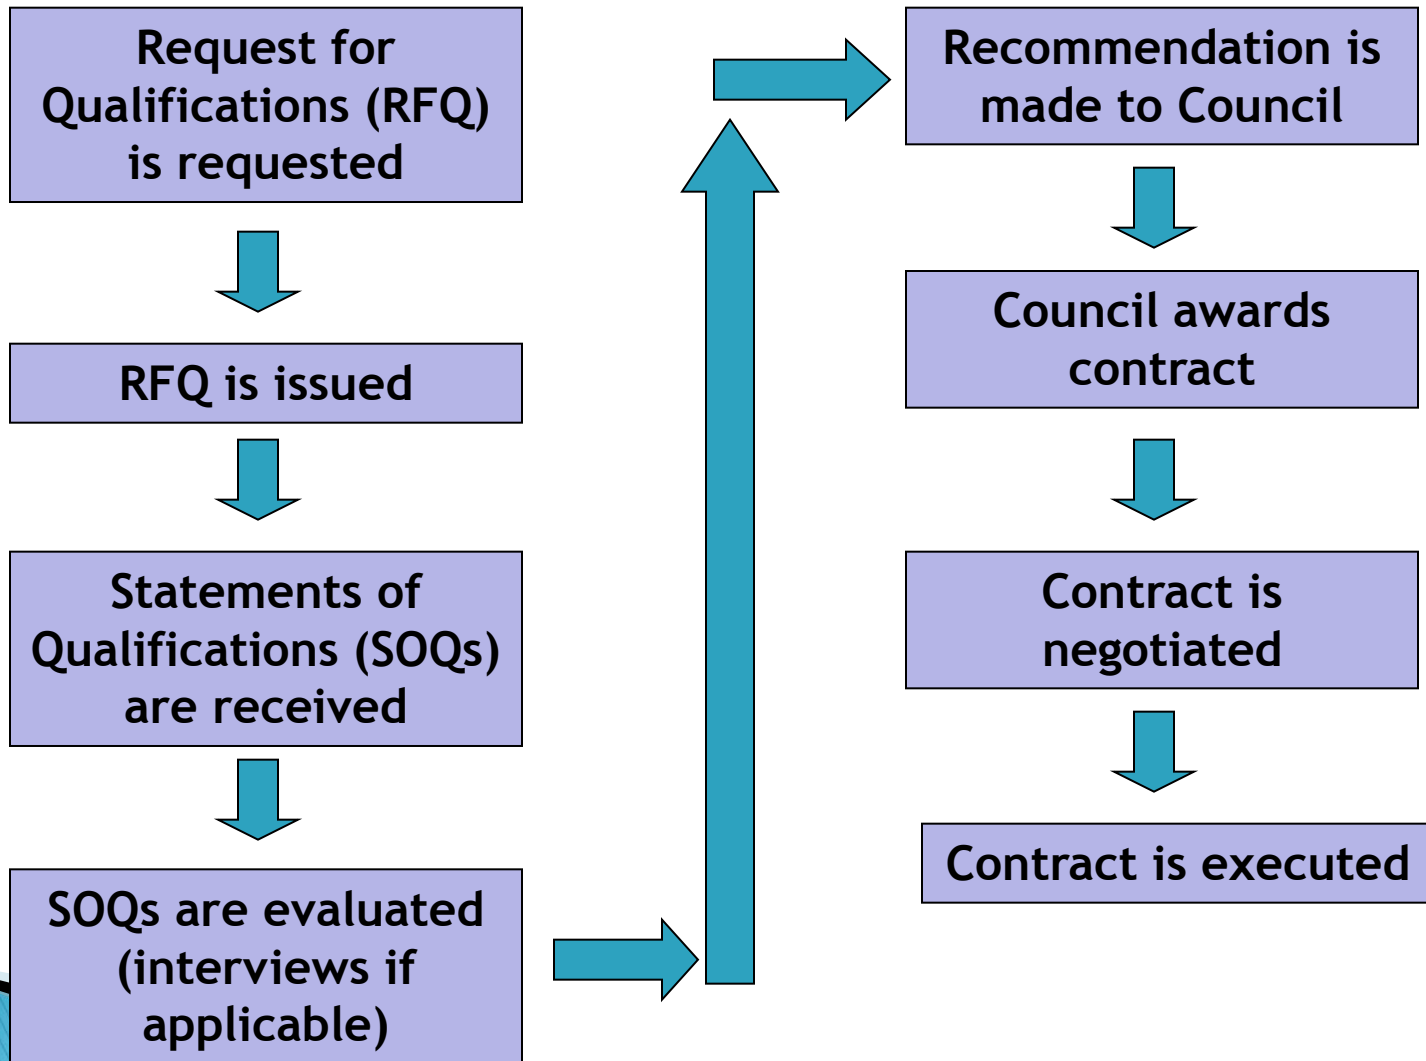 Request for
Qualifications (RFQ)
is requested
RFQ is issued
Statements of
Qualifications (SOQs)
are received
SOQs are evaluated
(interviews if
applicable)
Recommendation is
made to Council
Council awards
contract
Contract is
negotiated
Contract is executed